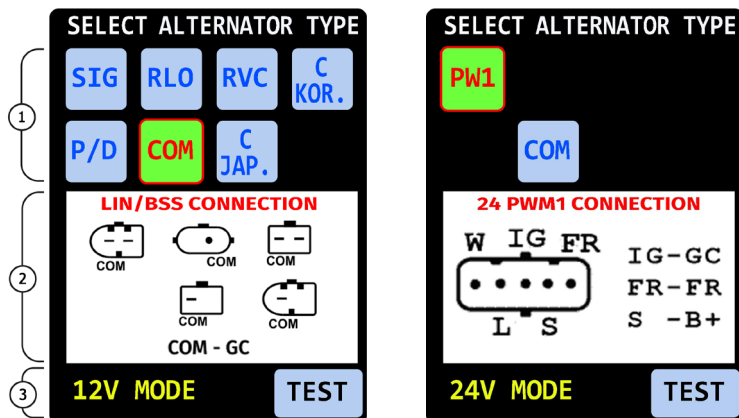 SELECT ALTERNATOR TYPE
SIG RLO RVC C KOR.
P/D COM C JAP.
LIN/BSS CONNECTION
COM COM COM
COM COM
COM - GC
12V MODE TEST
SELECT ALTERNATOR TYPE
PW1
COM
24 PWM1 CONNECTION
W IG FR
L S
IG-GC
FR-FR
S -B+
24V MODE TEST
1
2
3